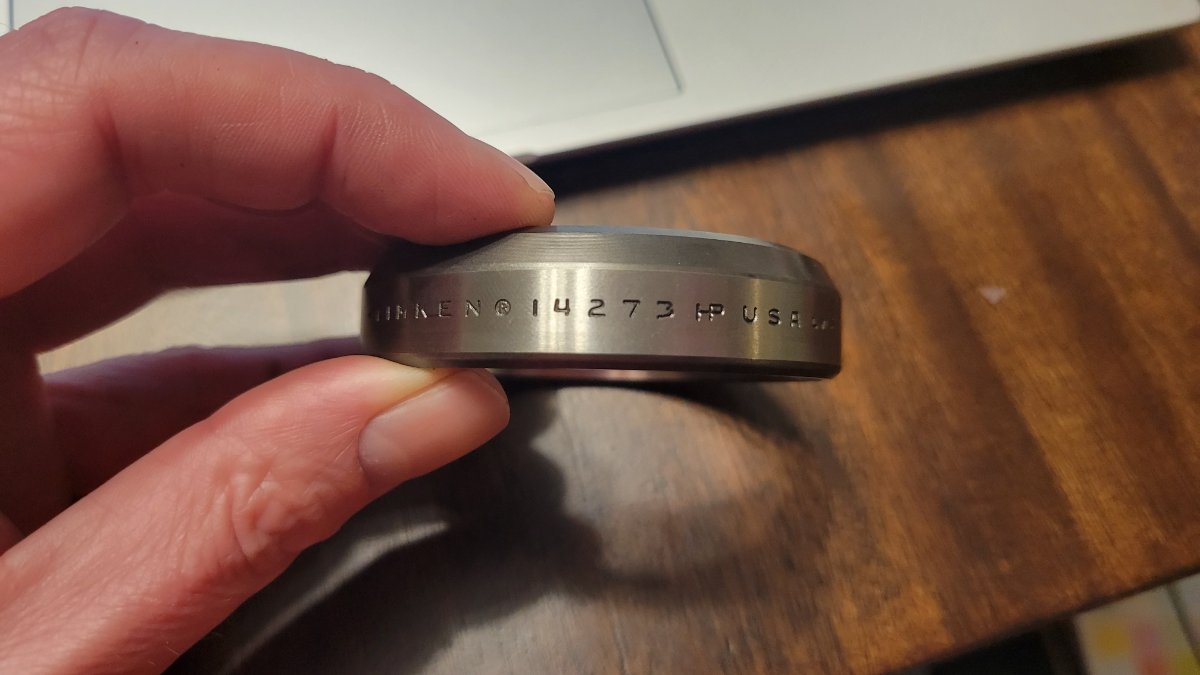 TIMKEN® 14273 HP USA